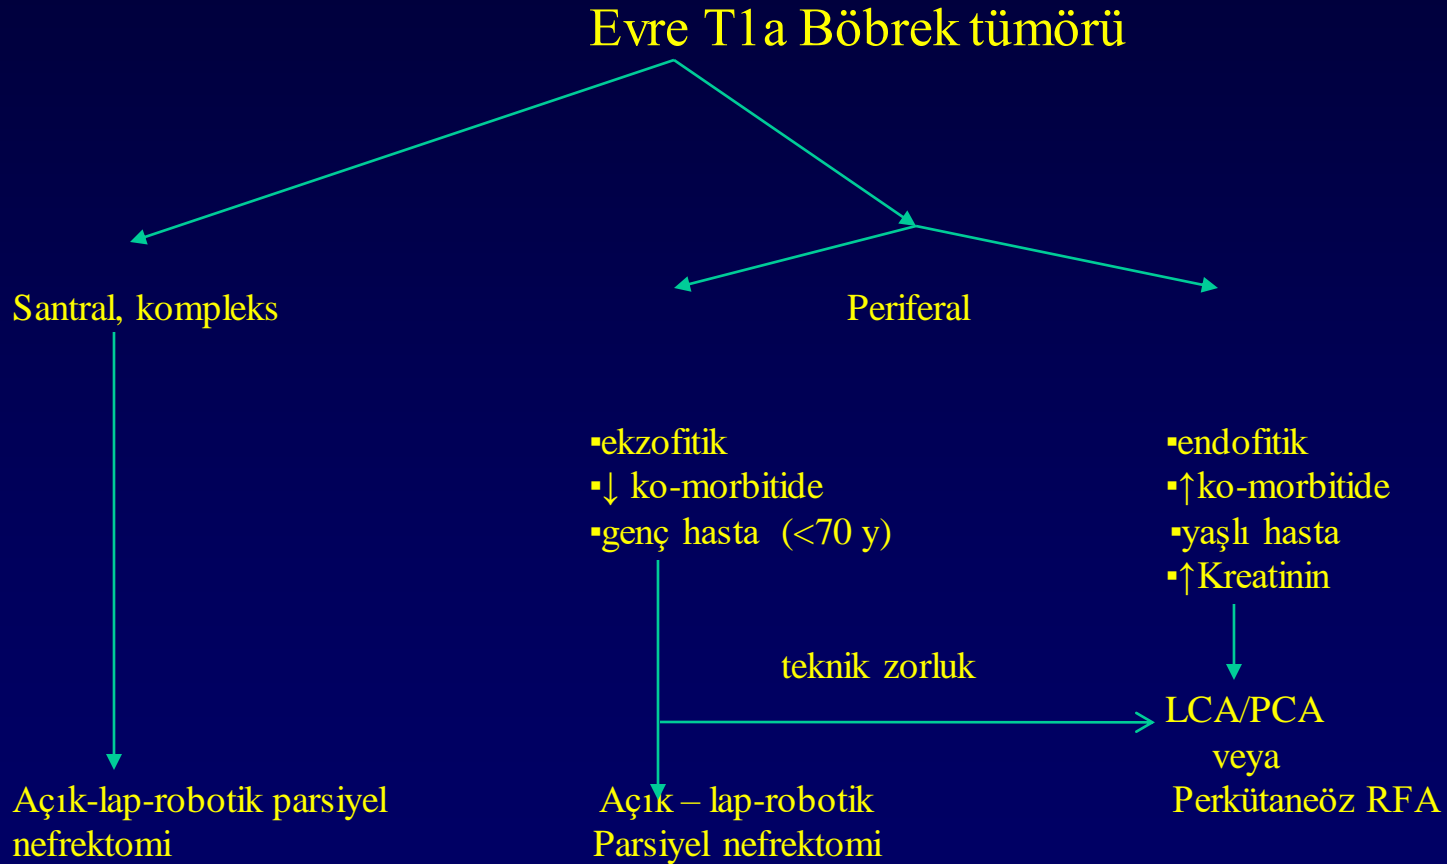 Evre T1a Böbrek tümörü
Santral, kompleks
Periferal
▪ekzofitik
▪↓ ko-morbitide
▪genç hasta (<70 y)
▪endofitik
▪↑ko-morbitide
▪yaşlı hasta
▪↑Kreatinin
teknik zorluk
LCA/PCA
veya
Perkütaneöz RFA
Açık-lap-robotik parsiyel
nefrektomi
Açık – lap-robotik
Parsiyel nefrektomi